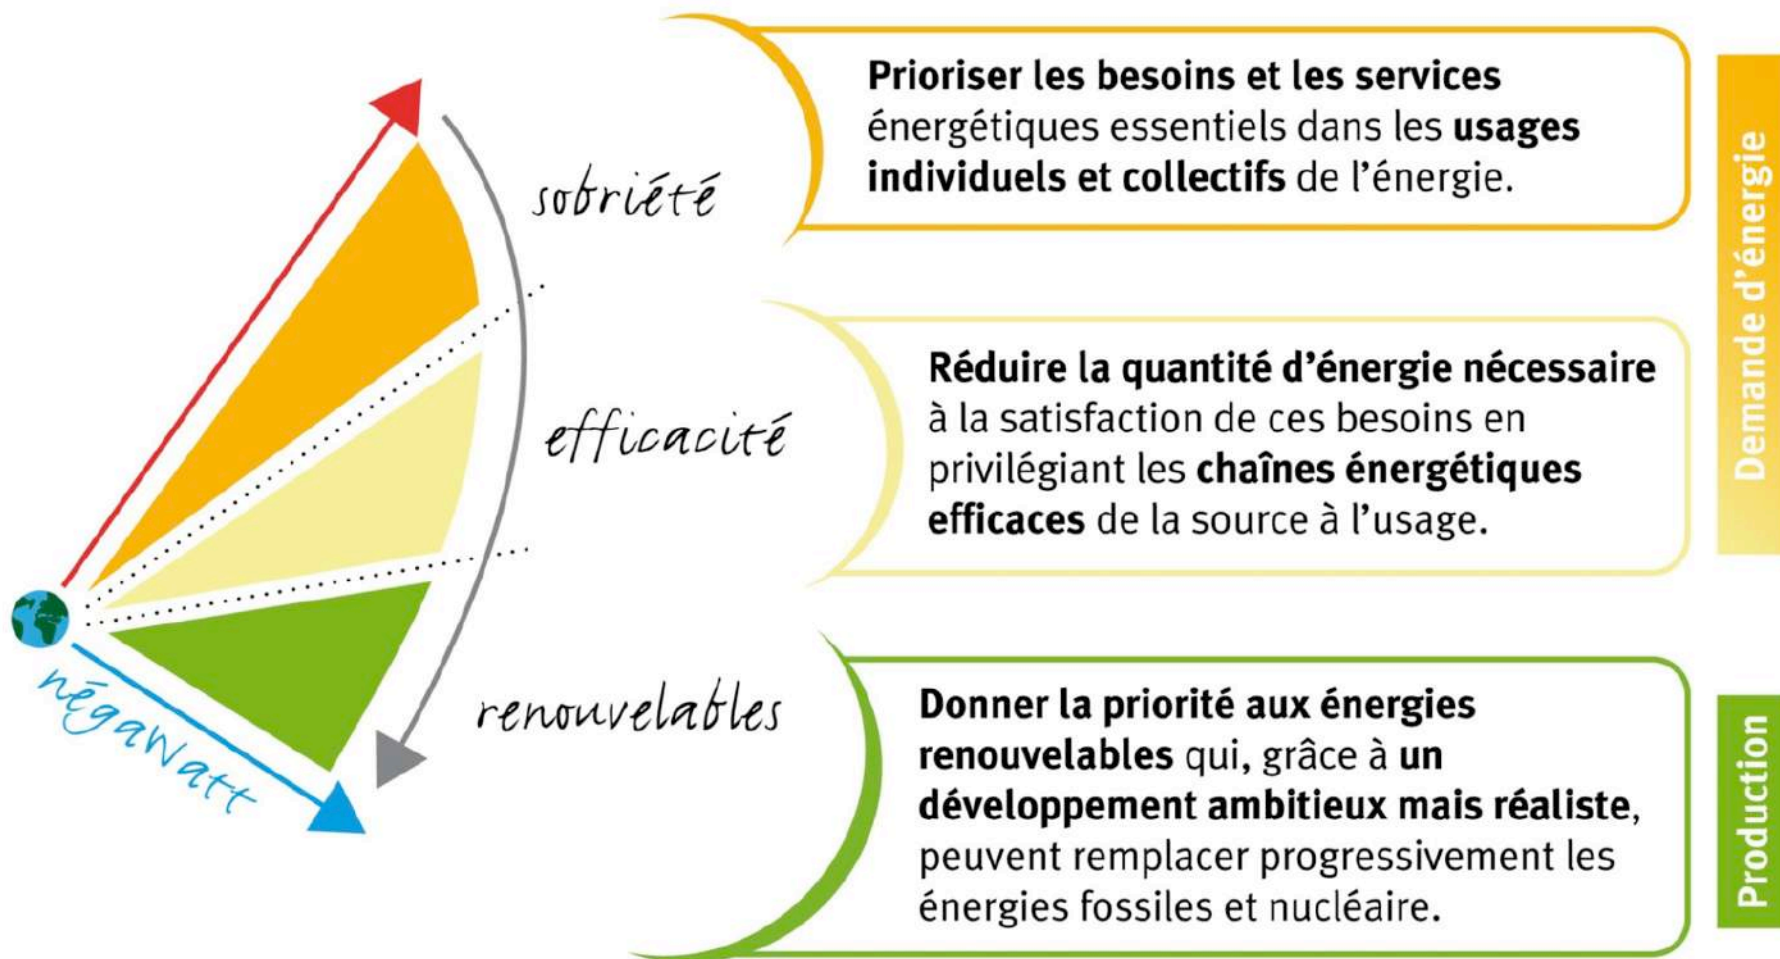 Prioriser les besoins et les services
énergétiques essentiels dans les usages
individuels et collectifs de l'énergie.
sobriété
Réduire la quantité d'énergie nécessaire
à la satisfaction de ces besoins en
privilégiant les chaînes énergétiques
efficaces de la source à l'usage.
efficacité
Demande d'énergie
Donner la priorité aux énergies
renouvelables qui, grâce à un
développement ambitieux mais réaliste,
peuvent remplacer progressivement les
énergies fossiles et nucléaire.
renouvelables
négaWatt
Production